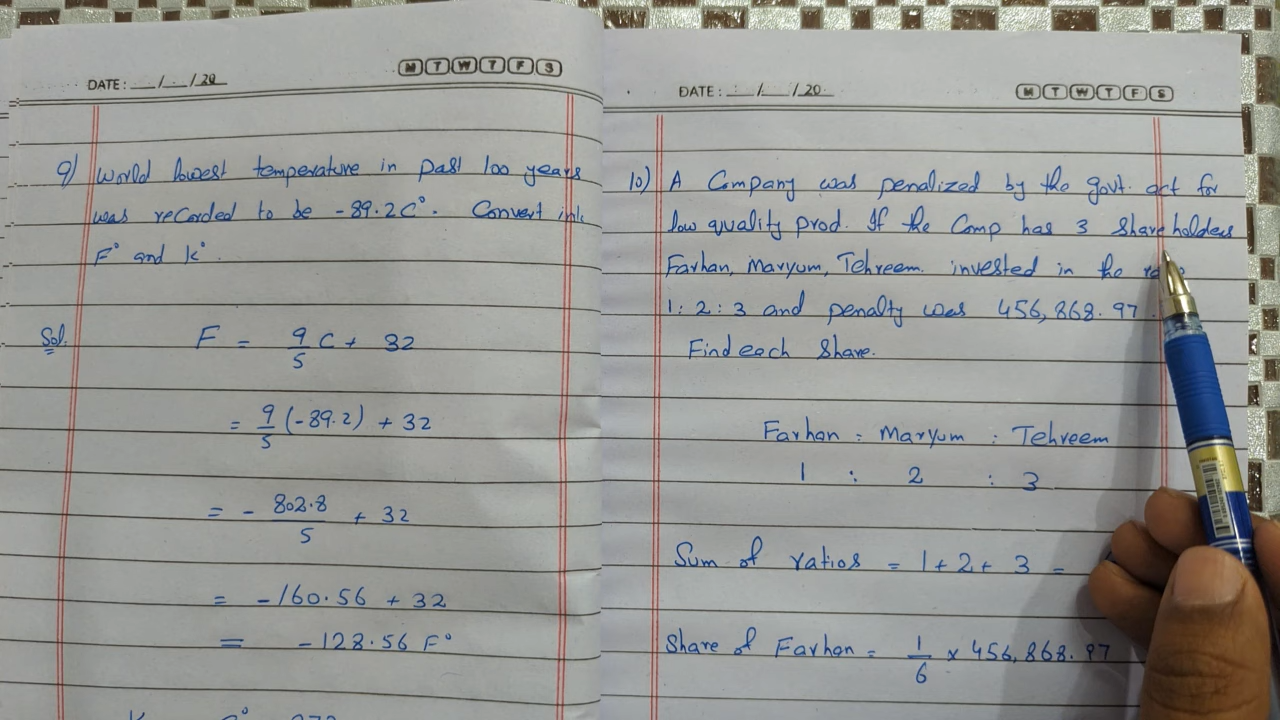 DATE: __/__/20
M T W T F S
9) World lowest temperature in Past 100 years
was recorded to be -89.2C°. Convert into
F° and k°.
Sol. F = 9/5 C + 32
= 9/5 (-89.2) + 32
= - 802.8/5 + 32
= -160.56 + 32
= -128.56 F°
DATE: __/__/20
M T W T F S
10) A Company was penalized by the govt. act for
low quality prod. If the Comp has 3 Share holders
Farhan, Maryum, Tehreem. invested in the
1:2:3 and penalty was 456,868.97.
Find each Share.
Farhan : Maryum : Tehreem
1 : 2 : 3
Sum of ratios = 1+2+3 =
Share of Farhan = 1/6 × 456,868.97